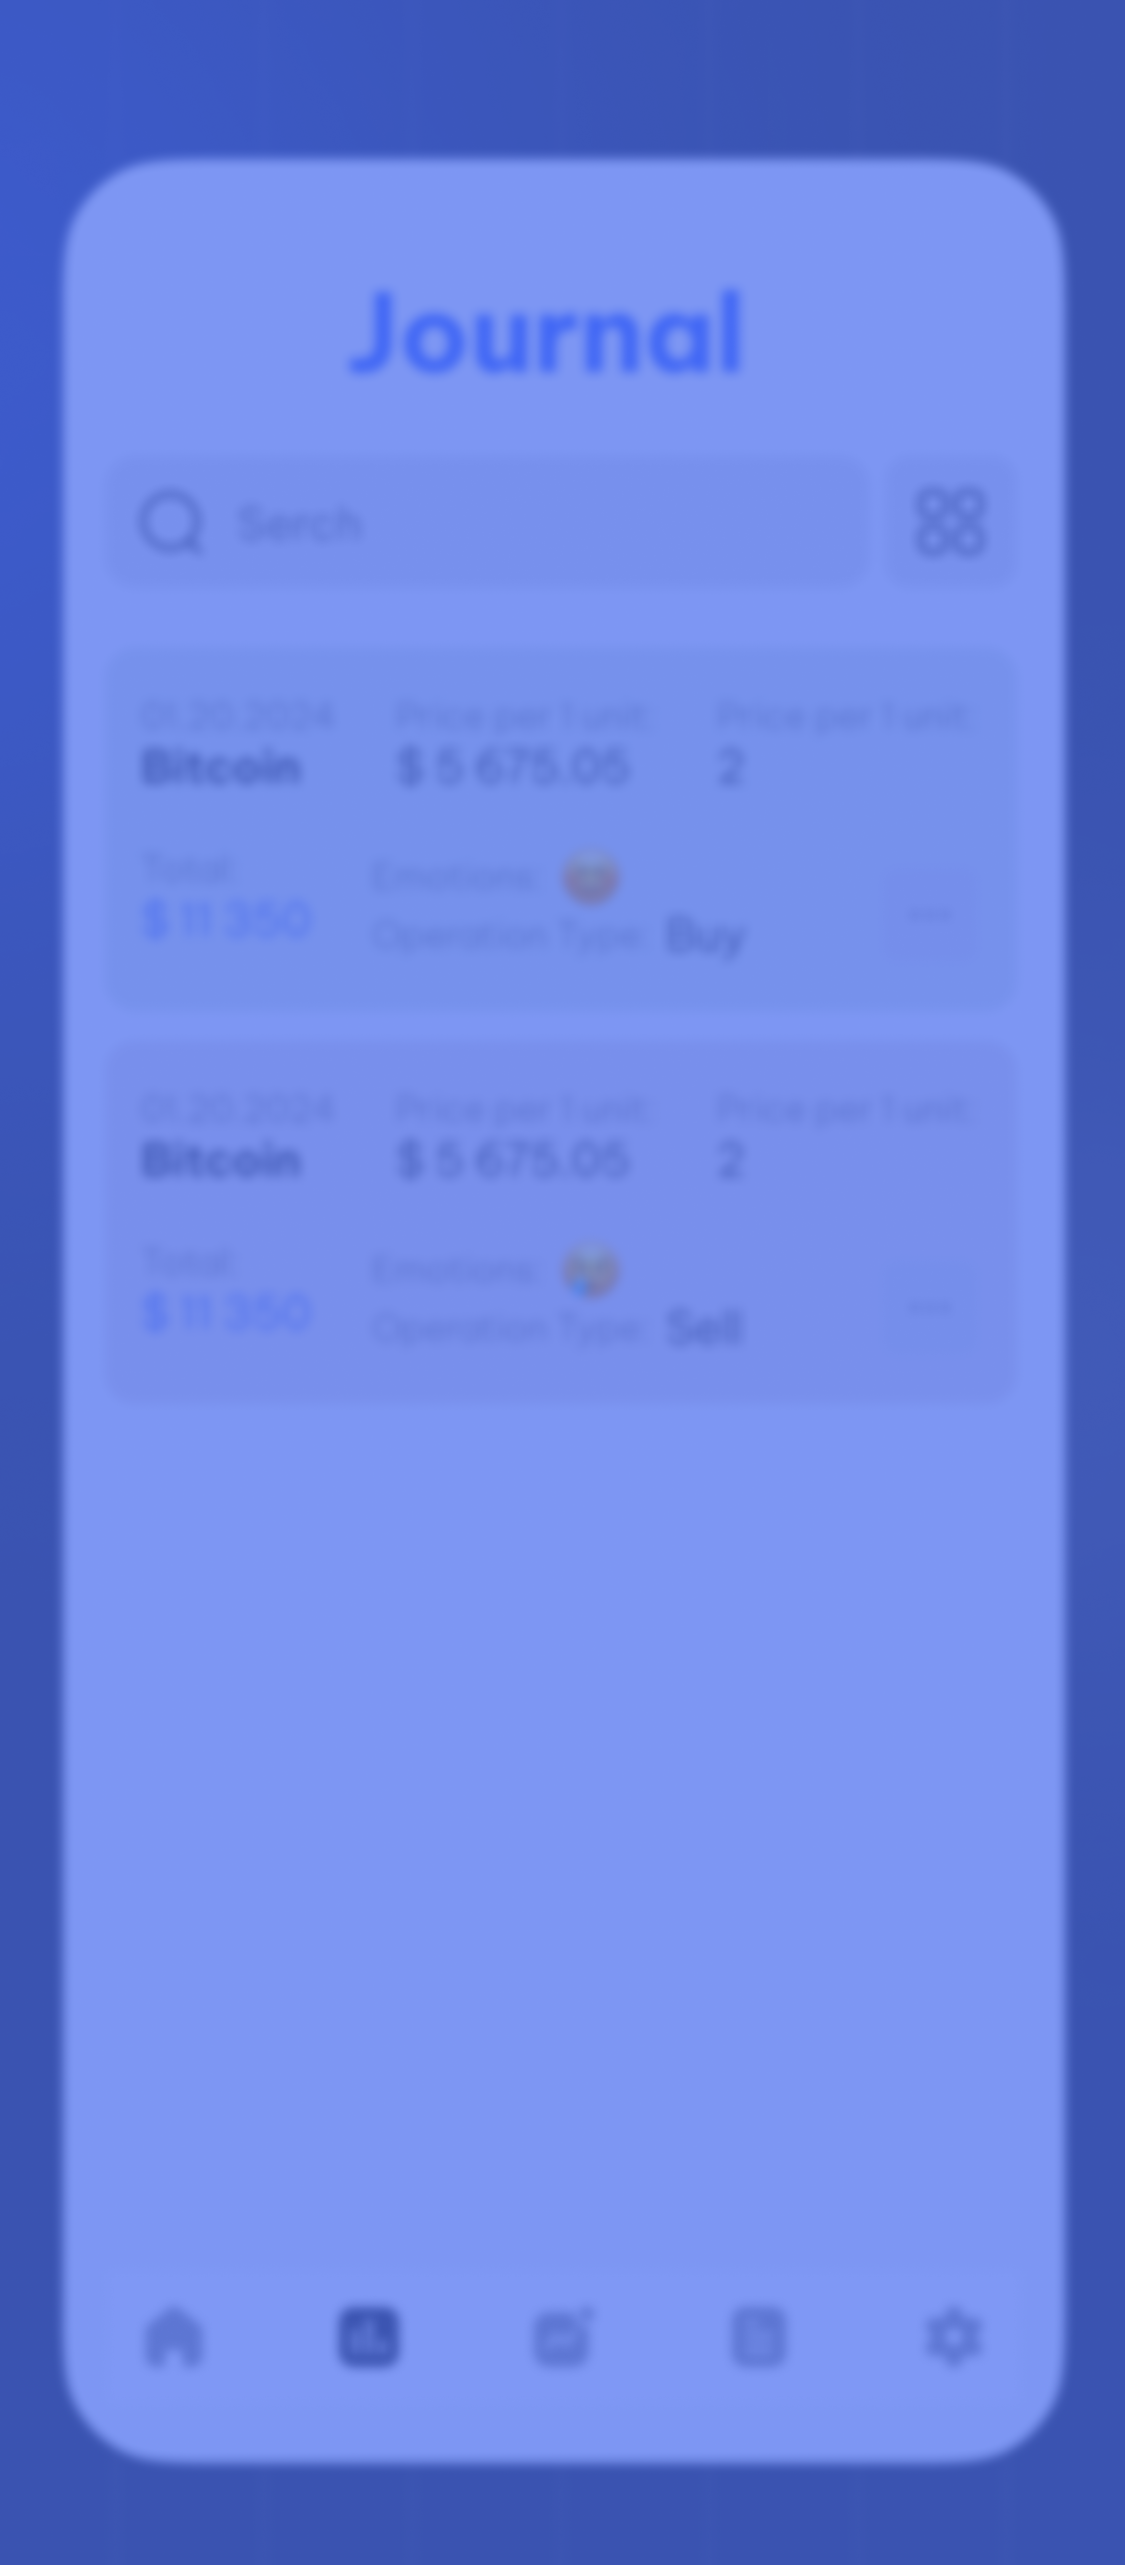 Journal
Serch
01.20.2024 Price per 1 unit: Price per 1 unit:
Bitcoin $ 5 675.05 2
Total: Emotions:
$ 11 350 Operation Type: Buy
...
01.20.2024 Price per 1 unit: Price per 1 unit:
Bitcoin $ 5 675.05 2
Total: Emotions:
$ 11 350 Operation Type: Sell
...